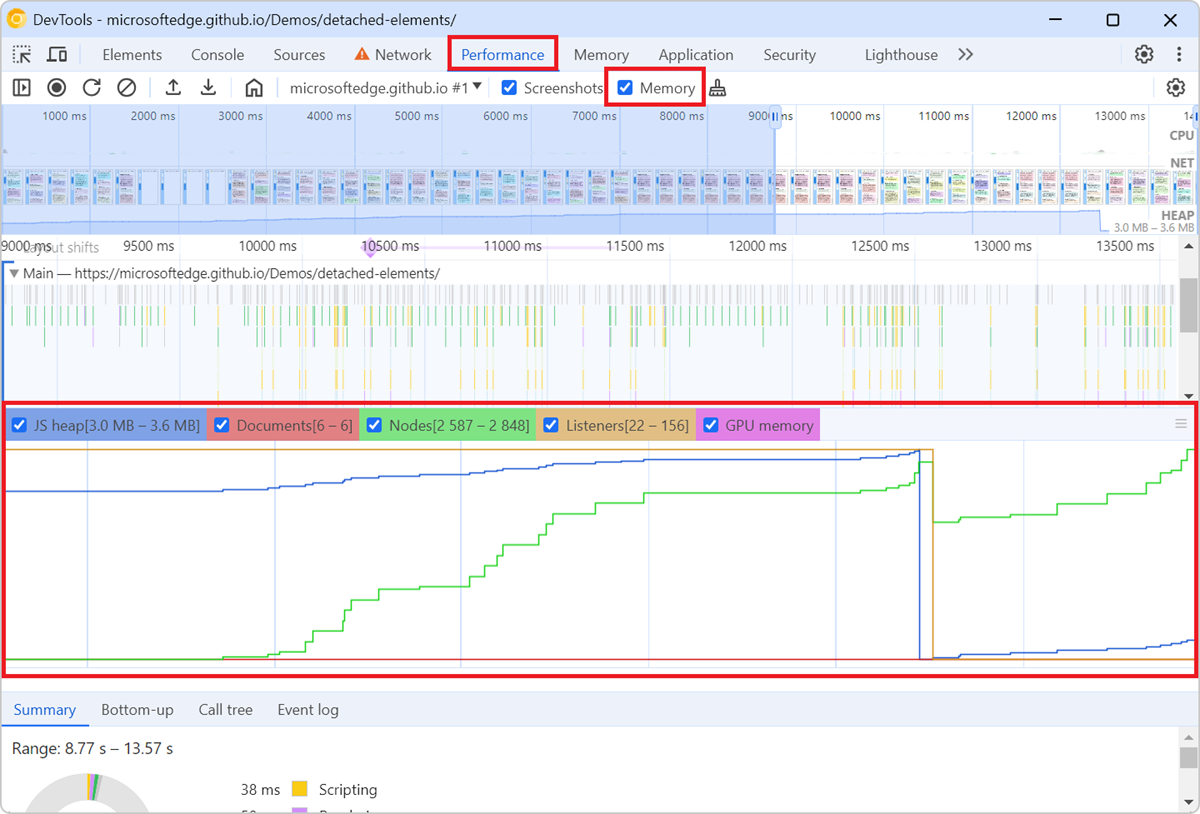 DevTools - microsoftedge.github.io/Demos/detached-elements/
Elements Console Sources Network Performance Memory Application Security Lighthouse
microsoftedge.github.io #1 Screenshots Memory
1000 ms 2000 ms 3000 ms 4000 ms 5000 ms 6000 ms 7000 ms 8000 ms 10000 ms 11000 ms 12000 ms 13000 ms
CPU
NET
HEAP
3.0 MB – 3.6 MB
9000 ms Layout shifts 9500 ms 10000 ms 10500 ms 11000 ms 11500 ms 12000 ms 12500 ms 13000 ms 13500 ms
Main — https://microsoftedge.github.io/Demos/detached-elements/
JS heap[3.0 MB – 3.6 MB] Documents[6 – 6] Nodes[2 587 – 2 848] Listeners[22 – 156] GPU memory
Summary Bottom-up Call tree Event log
Range: 8.77 s – 13.57 s
38 ms Scripting